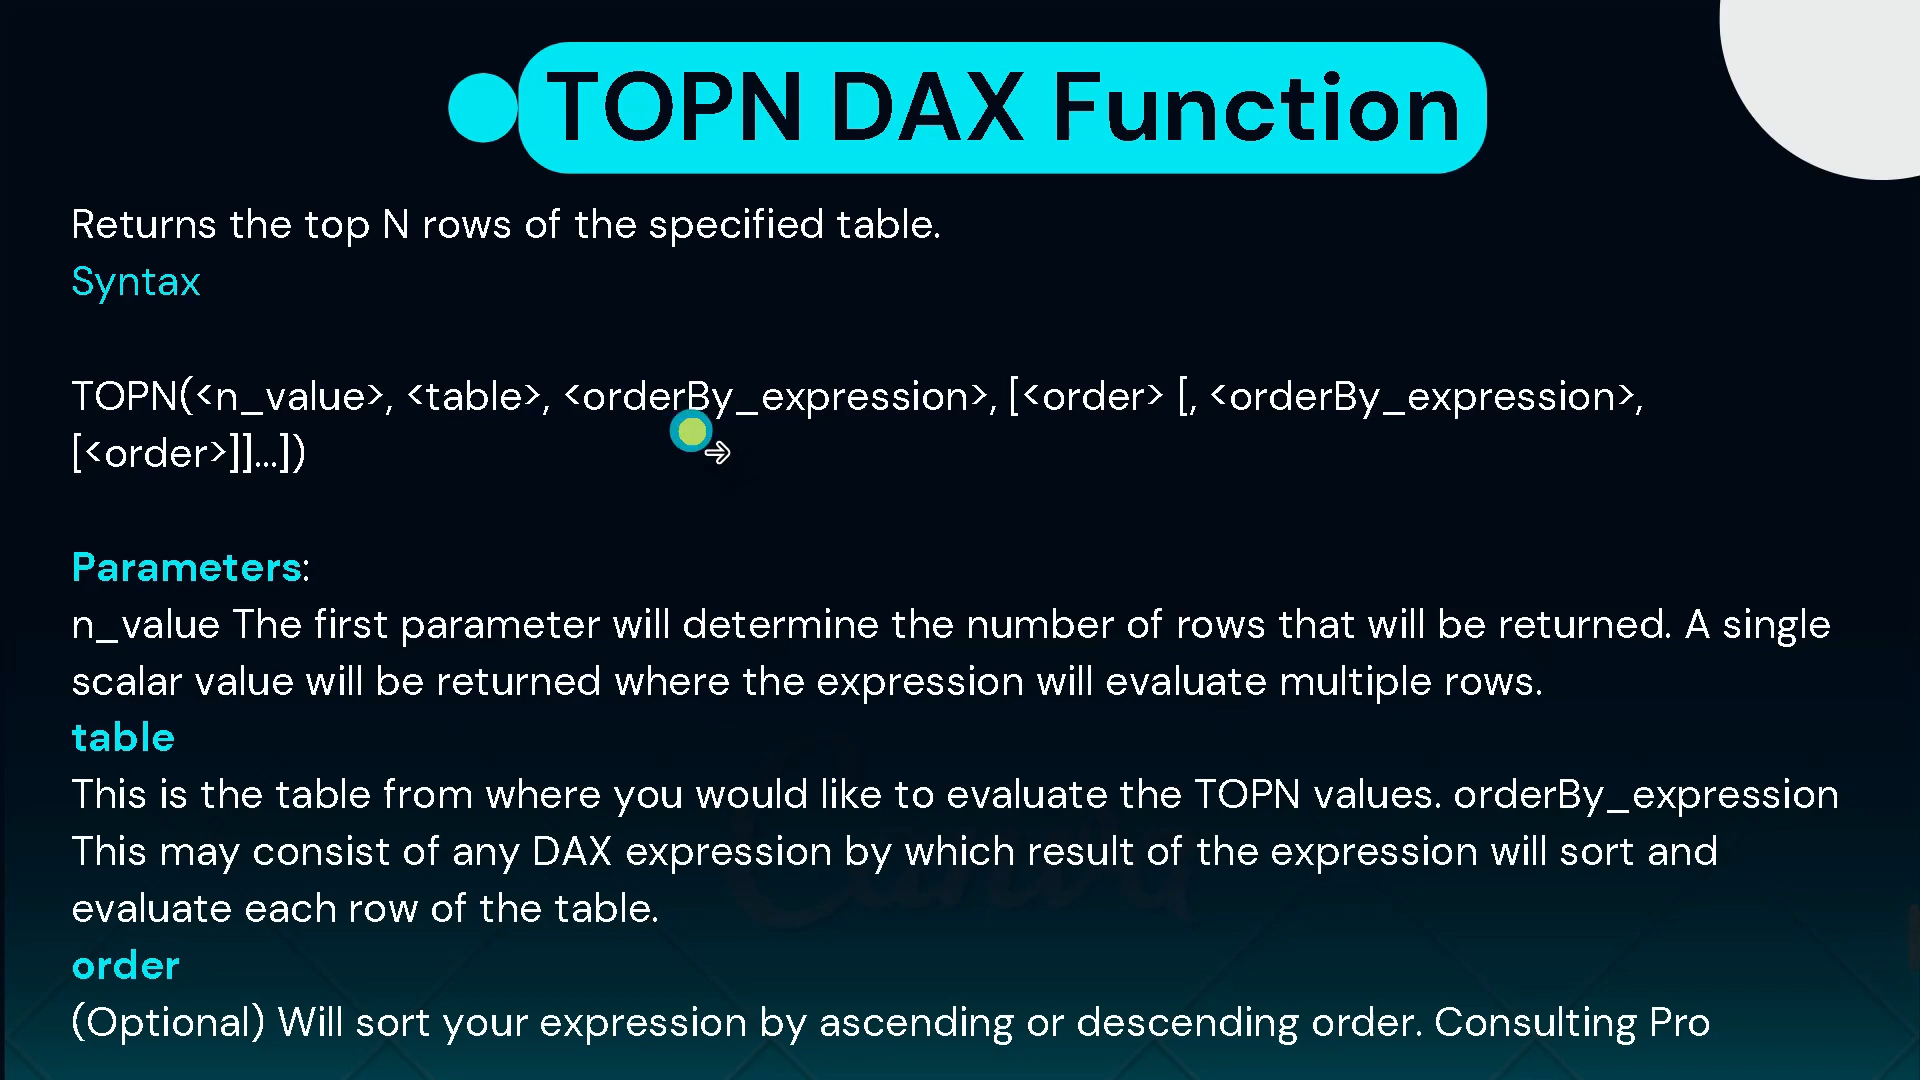 TOPN DAX Function
Returns the top N rows of the specified table.
Syntax
TOPN(<n_value>, <table>, <orderBy_expression>, [<order> [, <orderBy_expression>,
[<order>]]…])
Parameters:
n_value The first parameter will determine the number of rows that will be returned. A single
scalar value will be returned where the expression will evaluate multiple rows.
table
This is the table from where you would like to evaluate the TOPN values. orderBy_expression
This may consist of any DAX expression by which result of the expression will sort and
evaluate each row of the table.
order
(Optional) Will sort your expression by ascending or descending order. Consulting Pro
Canva